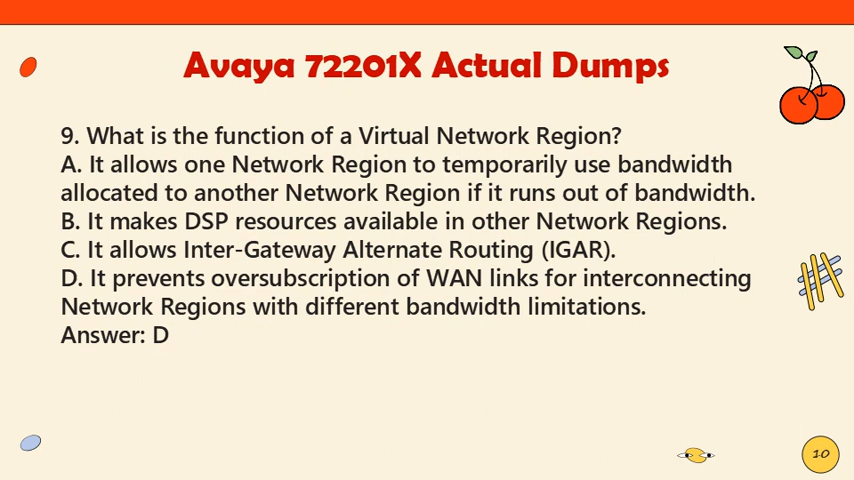 Avaya 72201X Actual Dumps
9. What is the function of a Virtual Network Region?
A. It allows one Network Region to temporarily use bandwidth
allocated to another Network Region if it runs out of bandwidth.
B. It makes DSP resources available in other Network Regions.
C. It allows Inter-Gateway Alternate Routing (IGAR).
D. It prevents oversubscription of WAN links for interconnecting
Network Regions with different bandwidth limitations.
Answer: D
10